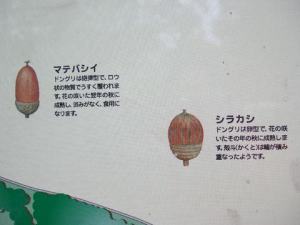 マテバシイ
ドングリは砲弾型で、ロウ
状の物質でうすく覆われま
す。花の咲いた翌年の秋に
成熟し、渋みがなく、食用に
なります。
シラカシ
ドングリは卵型で、花の咲
いたその年の秋に成熟しま
す。殻斗(かくと)は輪が積み
重なったようです。